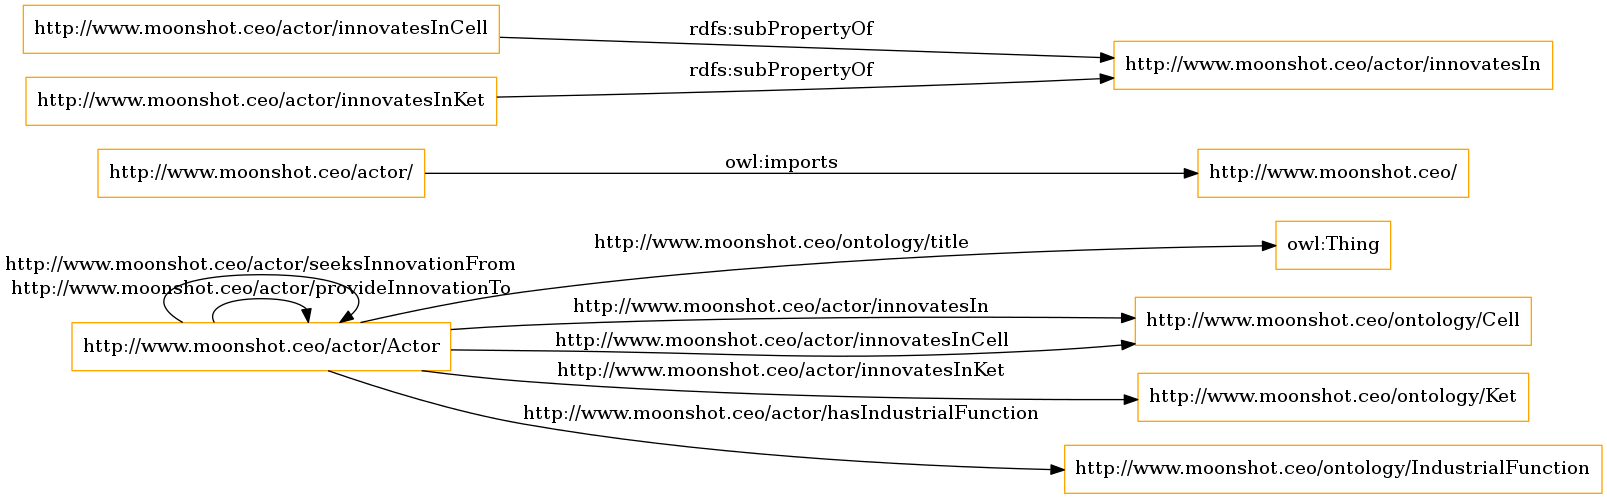 http://www.moonshot.ceo/actor/innovatesInCell
rdfs:subPropertyOf
http://www.moonshot.ceo/actor/innovatesIn
rdfs:subPropertyOf
http://www.moonshot.ceo/actor/innovatesInKet
http://www.moonshot.ceo/actor/
owl:imports
http://www.moonshot.ceo/
http://www.moonshot.ceo/ontology/title
owl:Thing
http://www.moonshot.ceo/actor/seeksInnovationFrom
http://www.moonshot.ceo/actor/provideInnovationTo
http://www.moonshot.ceo/actor/innovatesIn
http://www.moonshot.ceo/ontology/Cell
http://www.moonshot.ceo/actor/innovatesInCell
http://www.moonshot.ceo/actor/Actor
http://www.moonshot.ceo/actor/innovatesInKet
http://www.moonshot.ceo/ontology/Ket
http://www.moonshot.ceo/actor/hasIndustrialFunction
http://www.moonshot.ceo/ontology/IndustrialFunction